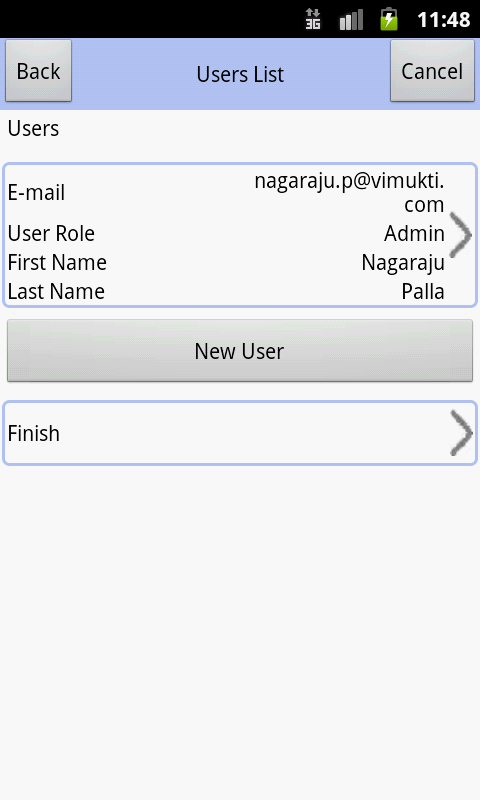 3G 11:48
Back Users List Cancel
Users
E-mail nagaraju.p@vimukti.
com
User Role Admin
First Name Nagaraju
Last Name Palla
New User
Finish